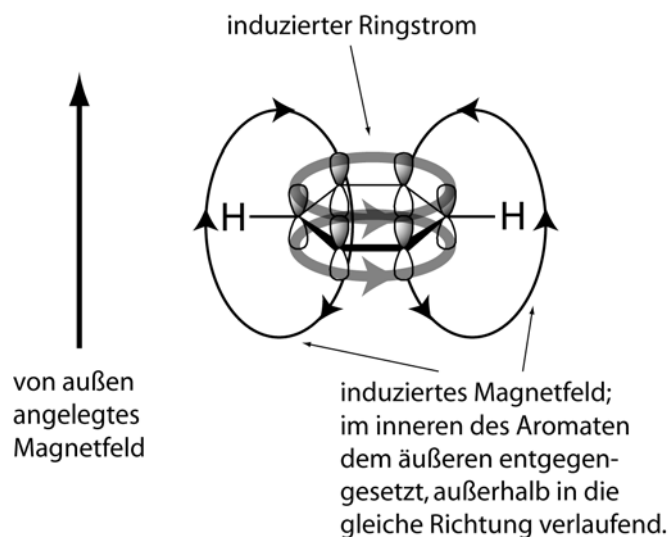 induzierter Ringstrom
H
H
von außen
angelegtes
Magnetfeld
induziertes Magnetfeld;
im inneren des Aromaten
dem äußeren entgegen-
gesetzt, außerhalb in die
gleiche Richtung verlaufend.